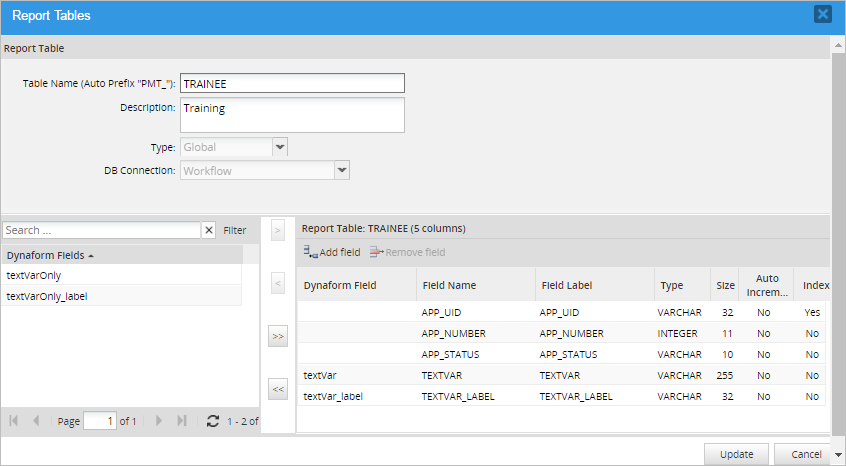 Report Tables
Report Table
Table Name (Auto Prefix "PMT_"): TRAINEE
Description: Training
Type: Global
DB Connection: Workflow
Search ... Filter
Dynaform Fields
textVarOnly
textVarOnly_label
Page 1 of 1 1 - 2 of
>
<
>>
<<
Report Table: TRAINEE (5 columns)
Add field Remove field
Dynaform Field Field Name Field Label Type Size Auto Increm... Index
APP_UID APP_UID VARCHAR 32 No Yes
APP_NUMBER APP_NUMBER INTEGER 11 No No
APP_STATUS APP_STATUS VARCHAR 10 No No
textVar TEXTVAR TEXTVAR VARCHAR 255 No No
textVar_label TEXTVAR_LABEL TEXTVAR_LABEL VARCHAR 32 No No
Update Cancel